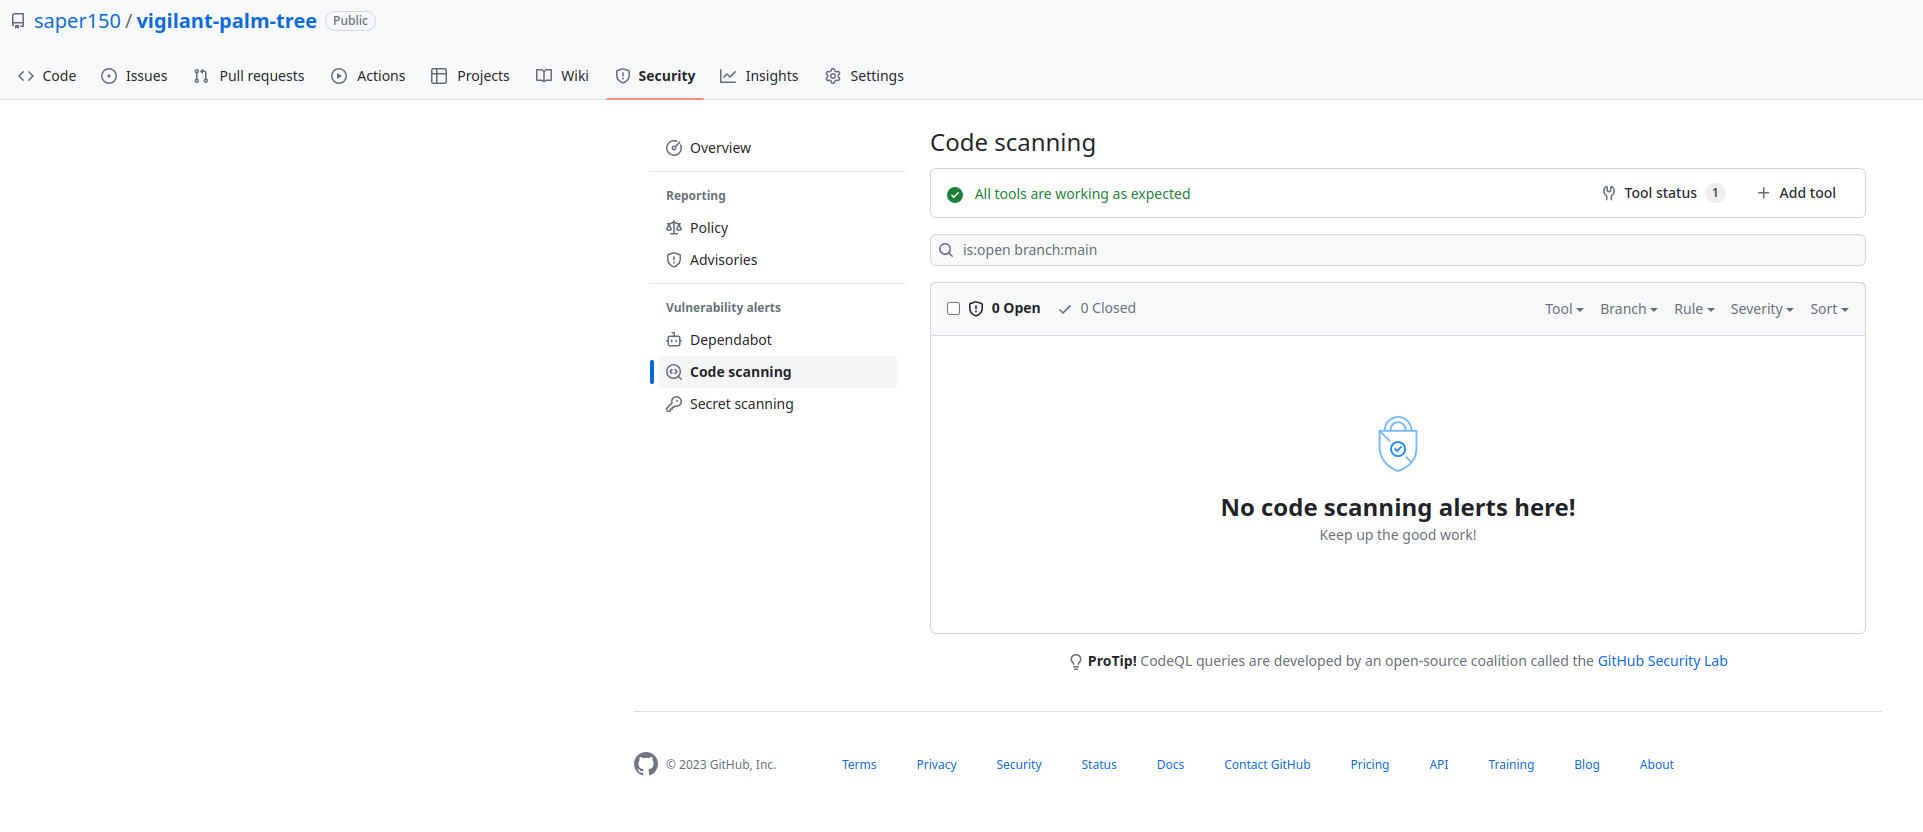 saper150 / vigilant-palm-tree Public
Code Issues Pull requests Actions Projects Wiki Security Insights Settings
Overview
Reporting
Policy
Advisories
Vulnerability alerts
Dependabot
Code scanning
Secret scanning
Code scanning
All tools are working as expected Tool status 1 Add tool
is:open branch:main
0 Open 0 Closed Tool Branch Rule Severity Sort
No code scanning alerts here!
Keep up the good work!
ProTip! CodeQL queries are developed by an open-source coalition called the GitHub Security Lab
© 2023 GitHub, Inc. Terms Privacy Security Status Docs Contact GitHub Pricing API Training Blog About